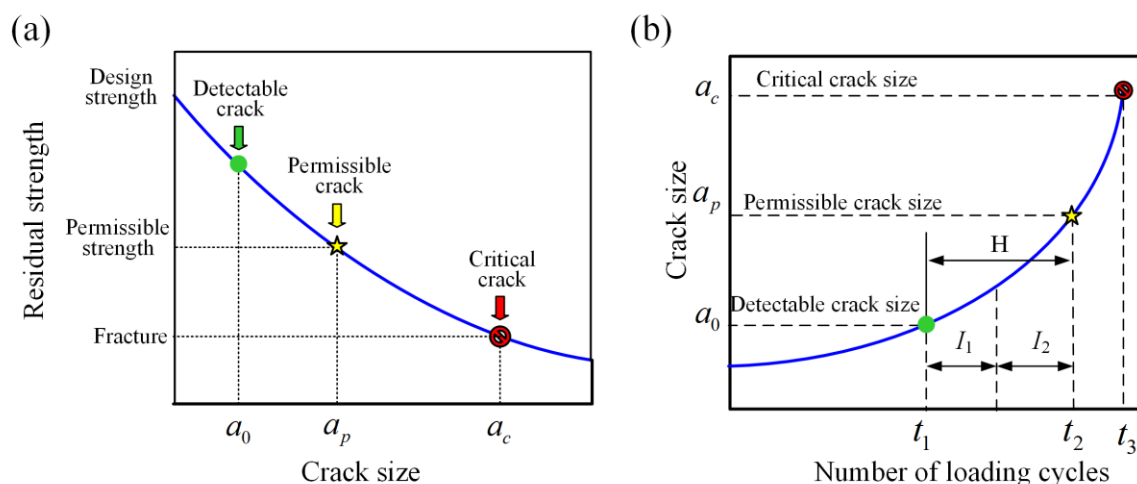 (a)
Design
strength
Detectable
crack
Permissible
crack
Permissible
strength
Critical
crack
Fracture
Residual strength
a₀
aₚ
a_c
Crack size
(b)
a_c
Critical crack size
aₚ
Permissible crack size
H
a₀
Detectable crack size
I₁
I₂
Crack size
t₁
t₂
t₃
Number of loading cycles